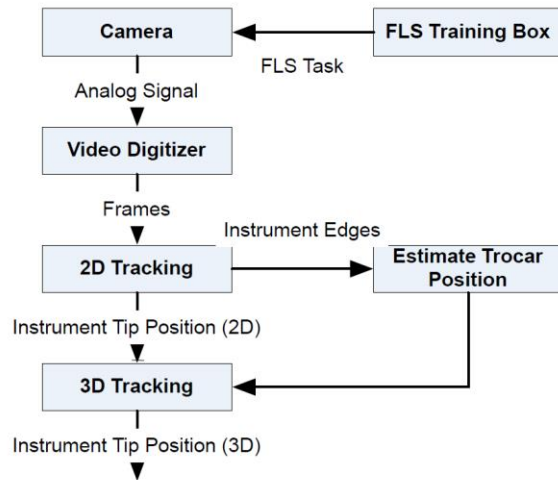 Camera
FLS Training Box
FLS Task
Analog Signal
Video Digitizer
Frames
Instrument Edges
2D Tracking
Estimate Trocar
Position
Instrument Tip Position (2D)
3D Tracking
Instrument Tip Position (3D)